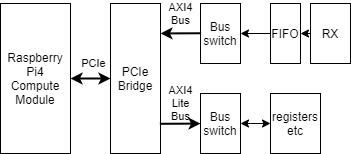 Raspberry
Pi4
Compute
Module
PCIe
PCIe
Bridge
AXI4
Bus
Bus
switch
FIFO
RX
AXI4
Lite
Bus
Bus
switch
registers
etc